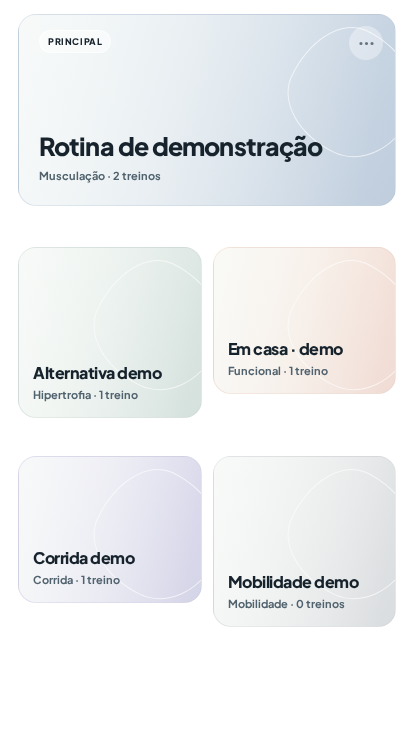 PRINCIPAL
Rotina de demonstração
Musculação · 2 treinos
Alternativa demo
Hipertrofia · 1 treino
Em casa · demo
Funcional · 1 treino
Corrida demo
Corrida · 1 treino
Mobilidade demo
Mobilidade · 0 treinos